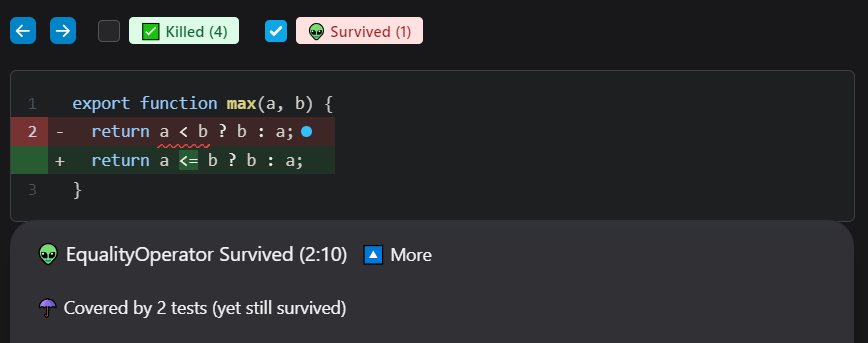 Killed (4) Survived (1)
1 export function max(a, b) {
2 - return a < b ? b : a;
+ return a <= b ? b : a;
3 }
EqualityOperator Survived (2:10) More
Covered by 2 tests (yet still survived)